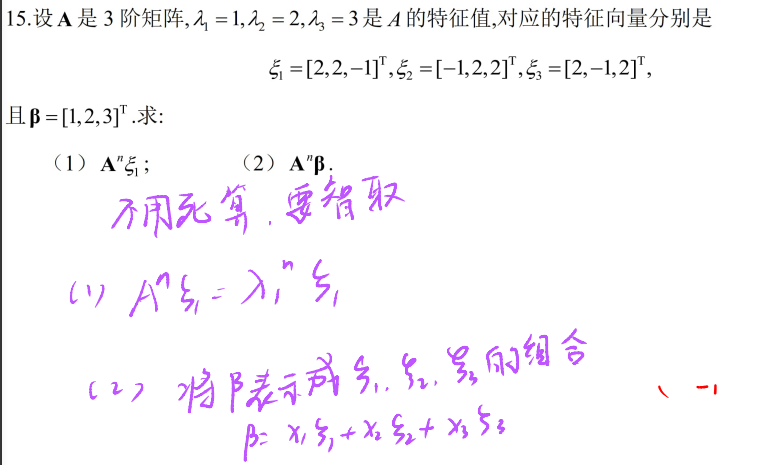 15.设 A 是 3 阶矩阵,λ₁ = 1,λ₂ = 2,λ₃ = 3 是 A 的特征值,对应的特征向量分别是
ξ₁ = [2,2,−1]ᵀ,ξ₂ = [−1,2,2]ᵀ,ξ₃ = [2,−1,2]ᵀ,
且 β = [1,2,3]ᵀ.求:
（1）Aⁿξ₁; （2）Aⁿβ.
不用死算.要智取
(1) Aⁿξ₁ = λ₁ⁿ ξ₁
(2) 将β表示成 ξ₁, ξ₂, ξ₃ 的组合
β = x₁ξ₁ + x₂ξ₂ + x₃ξ₃
-1